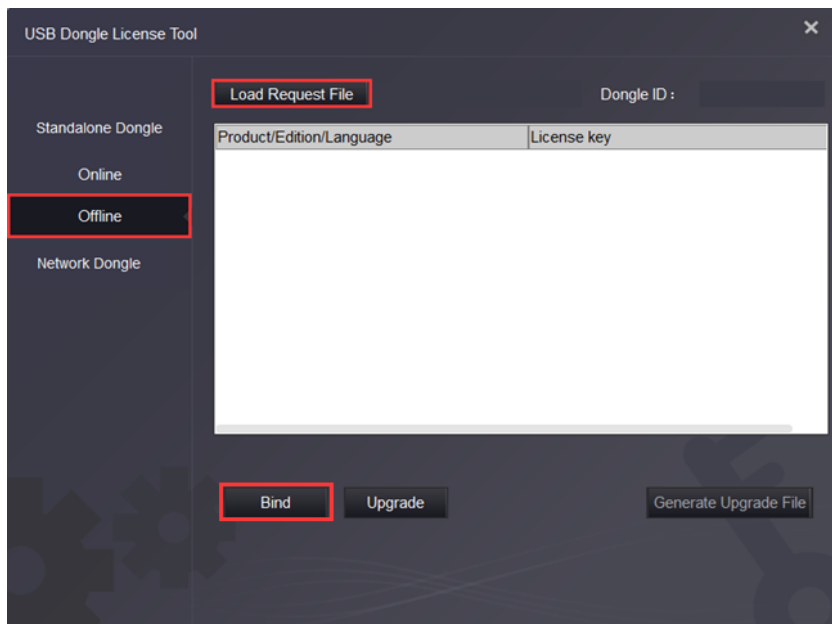 USB Dongle License Tool
Load Request File
Dongle ID :
Standalone Dongle
Product/Edition/Language
License key
Online
Offline
Network Dongle
Bind
Upgrade
Generate Upgrade File